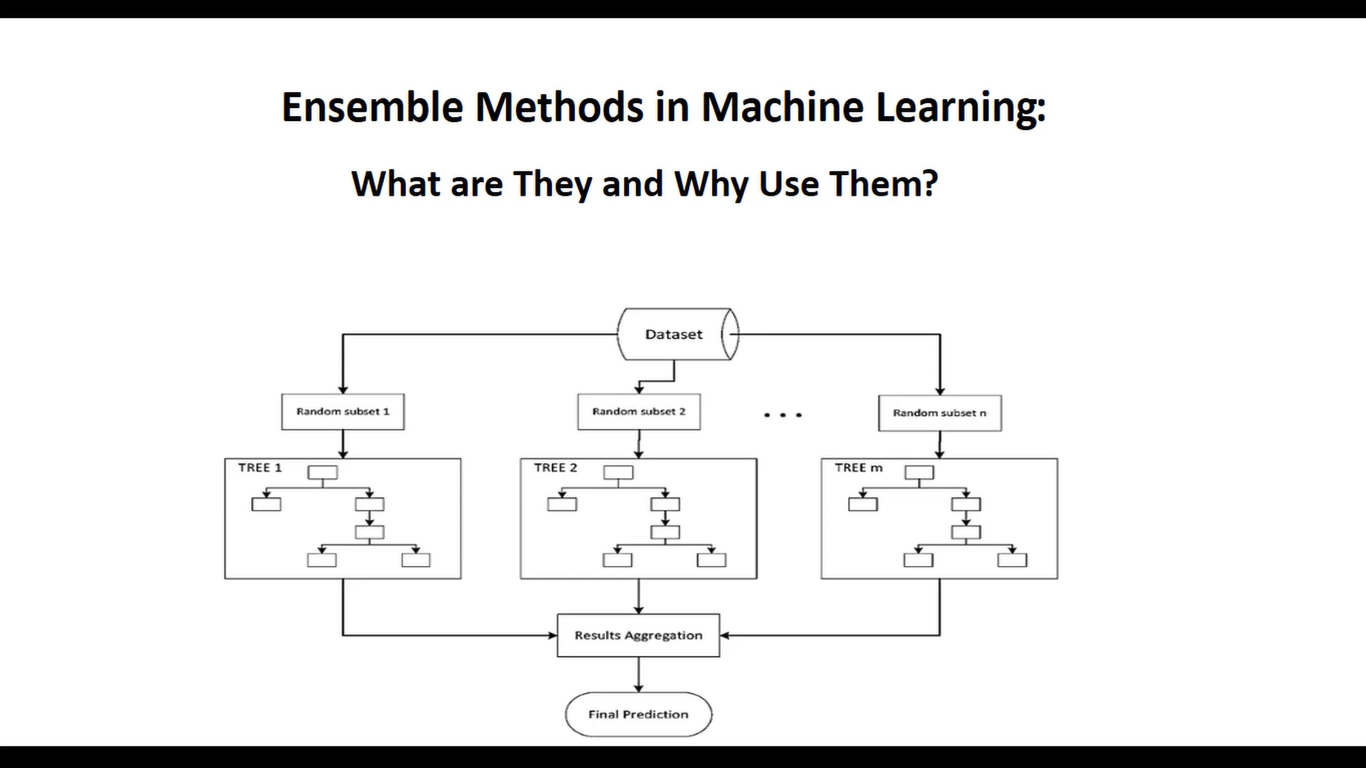 Ensemble Methods in Machine Learning:
What are They and Why Use Them?
Dataset
Random subset 1
Random subset 2
. . .
Random subset n
TREE 1
TREE 2
TREE m
Results Aggregation
Final Prediction